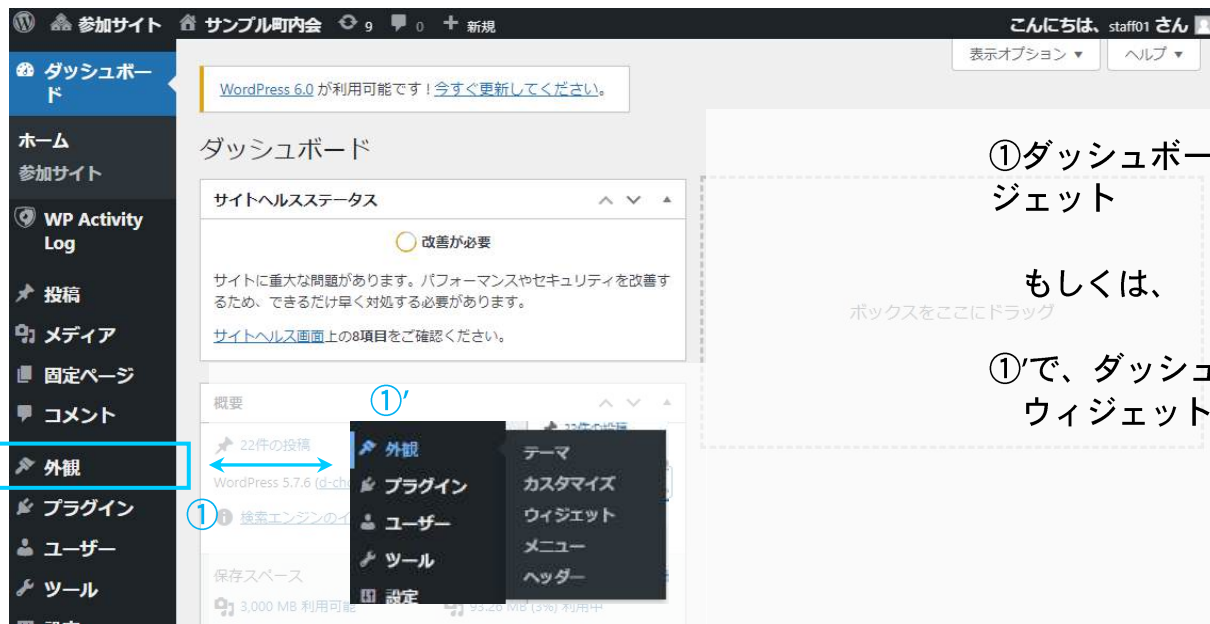 参加サイト サンプル町内会 9 0 + 新規 こんにちは、staff01 さん
表示オプション ▼ ヘルプ ▼
ダッシュボー
ド
ホーム
参加サイト
WP Activity
Log
投稿
メディア
固定ページ
コメント
外観
プラグイン
ユーザー
ツール
WordPress 6.0 が利用可能です ! 今すぐ更新してください。
ダッシュボード
サイトヘルスステータス
改善が必要
サイトに重大な問題があります。パフォーマンスやセキュリティを改善す
るため、できるだけ早く対処する必要があります。
サイトヘルス画面上の8項目をご確認ください。
概要
①′
22件の投稿
WordPress 5.7.6 (d-cho
①
検索エンジンのイ
保存スペース
3,000 MB 利用可能 93.26 MB (3%) 利用中
外観
プラグイン
ユーザー
ツール
設定
テーマ
カスタマイズ
ウィジェット
メニュー
ヘッダー
ボックスをここにドラッグ
①ダッシュボー
ジェット
もしくは、
①′で、ダッシュ
ウィジェット